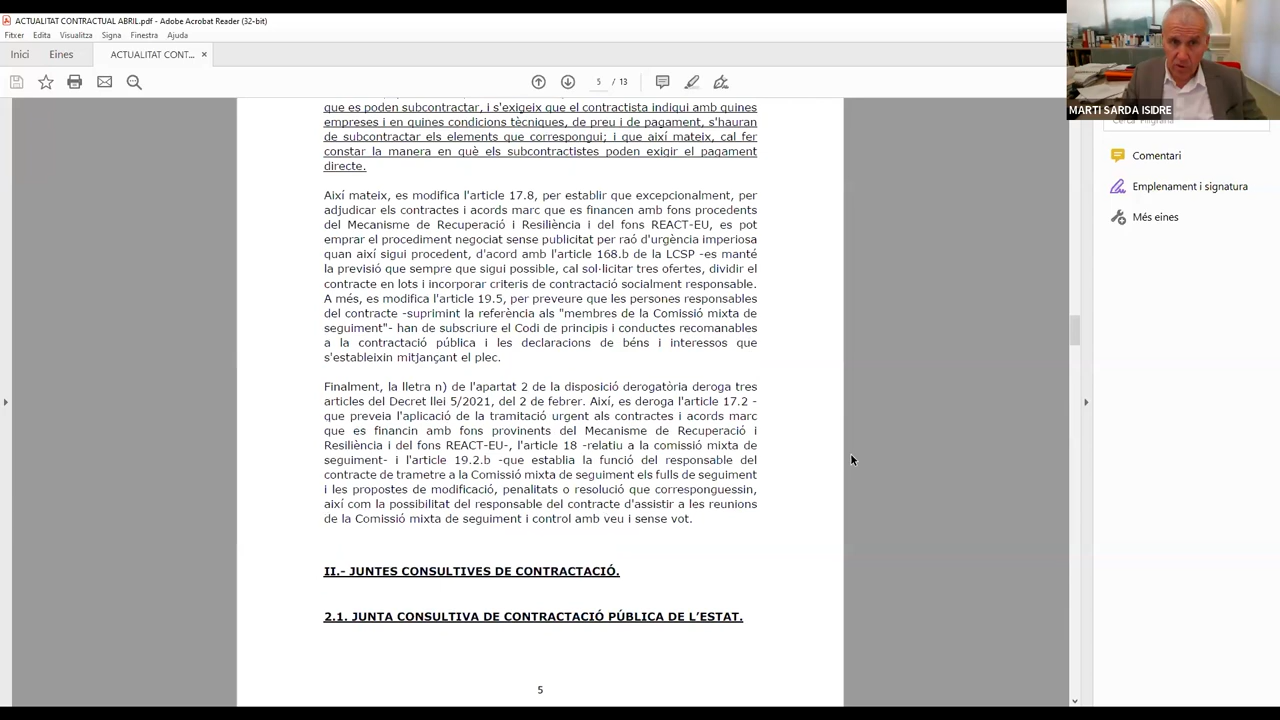 ACTUALITAT CONTRACTUAL ABRIL.pdf - Adobe Acrobat Reader (32-bit)
Fitxer Edita Visualitza Signa Finestra Ajuda
Inici Eines ACTUALITAT CONT... ×
5 / 13
MARTI SARDA ISIDRE
Comentari
Emplenament i signatura
Més eines
que es poden subcontractar, i s'exigeix que el contractista indiqui amb quines
empreses i en quines condicions tècniques, de preu i de pagament, s'hauran
de subcontractar els elements que correspongui; i que així mateix, cal fer
constar la manera en què els subcontractistes poden exigir el pagament
directe.
Així mateix, es modifica l'article 17.8, per establir que excepcionalment, per
adjudicar els contractes i acords marc que es financen amb fons procedents
del Mecanisme de Recuperació i Resiliència i del fons REACT-EU, es pot
emprar el procediment negociat sense publicitat per raó d'urgència imperiosa
quan així sigui procedent, d'acord amb l'article 168.b de la LCSP -es manté
la previsió que sempre que sigui possible, cal sol·licitar tres ofertes, dividir el
contracte en lots i incorporar criteris de contractació socialment responsable.
A més, es modifica l'article 19.5, per preveure que les persones responsables
del contracte -suprimint la referència als "membres de la Comissió mixta de
seguiment"- han de subscriure el Codi de principis i conductes recomanables
a la contractació pública i les declaracions de béns i interessos que
s'estableixin mitjançant el plec.
Finalment, la lletra n) de l'apartat 2 de la disposició derogatòria deroga tres
articles del Decret llei 5/2021, del 2 de febrer. Així, es deroga l'article 17.2 -
que preveia l'aplicació de la tramitació urgent als contractes i acords marc
que es financin amb fons provinents del Mecanisme de Recuperació i
Resiliència i del fons REACT-EU-, l'article 18 -relatiu a la comissió mixta de
seguiment- i l'article 19.2.b -que establia la funció del responsable del
contracte de trametre a la Comissió mixta de seguiment els fulls de seguiment
i les propostes de modificació, penalitats o resolució que corresponguessin,
així com la possibilitat del responsable del contracte d'assistir a les reunions
de la Comissió mixta de seguiment i control amb veu i sense vot.
II.- JUNTES CONSULTIVES DE CONTRACTACIÓ.
2.1. JUNTA CONSULTIVA DE CONTRACTACIÓ PÚBLICA DE L'ESTAT.
5